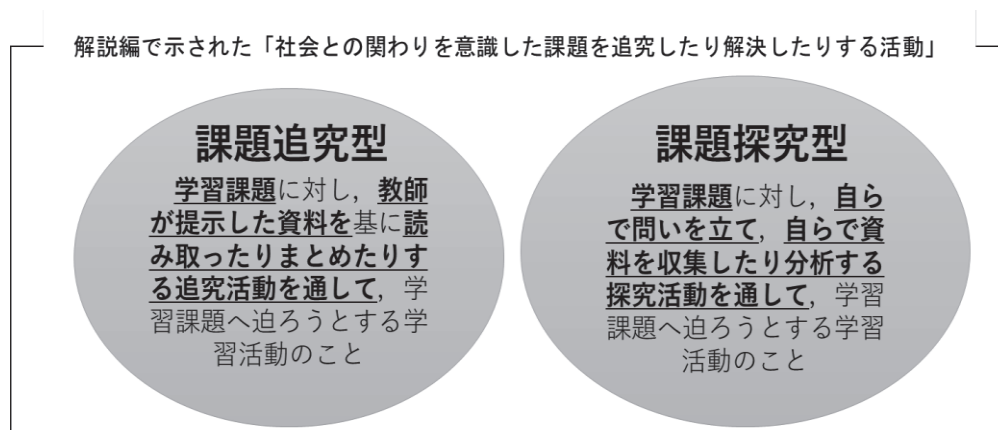 解説編で示された「社会との関わりを意識した課題を追究したり解決したりする活動」
課題追究型
学習課題に対し，教師
が提示した資料を基に読
み取ったりまとめたりす
る追究活動を通して，学
習課題へ迫ろうとする学
習活動のこと
課題探究型
学習課題に対し，自ら
で問いを立て，自らで資
料を収集したり分析する
探究活動を通して，学習
課題へ迫ろうとする学習
活動のこと